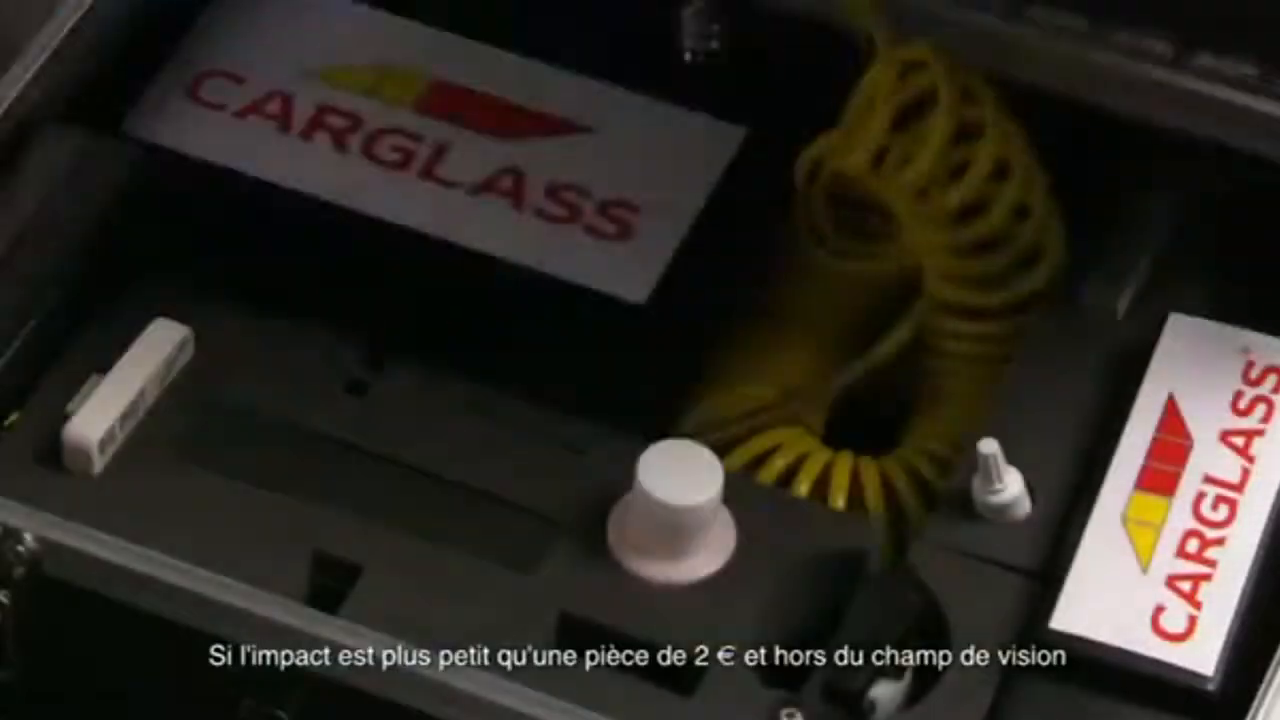 CARGLASS
CARGLASS
Si l'impact est plus petit qu'une pièce de 2 € et hors du champ de vision